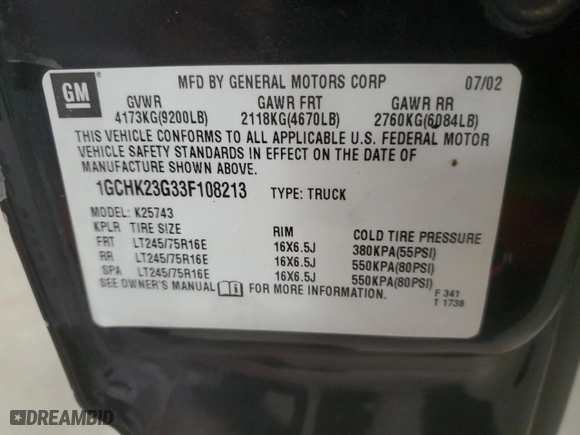 GM
MFD BY GENERAL MOTORS CORP 07/02
GVWR GAWR FRT GAWR RR
4173KG(9200LB) 2118KG(4670LB) 2760KG(6084LB)
THIS VEHICLE CONFORMS TO ALL APPLICABLE U.S. FEDERAL MOTOR
VEHICLE SAFETY STANDARDS IN EFFECT ON THE DATE OF
MANUFACTURE SHOWN ABOVE.
1GCHK23G33F108213 TYPE: TRUCK
MODEL: K25743
KPLR TIRE SIZE RIM COLD TIRE PRESSURE
FRT LT245/75R16E 16X6.5J 380KPA(55PSI)
RR LT245/75R16E 16X6.5J 550KPA(80PSI)
SPA LT245/75R16E 16X6.5J 550KPA(80PSI)
SEE OWNER'S MANUAL i FOR MORE INFORMATION.
F 341
T 1738
DREAMBID